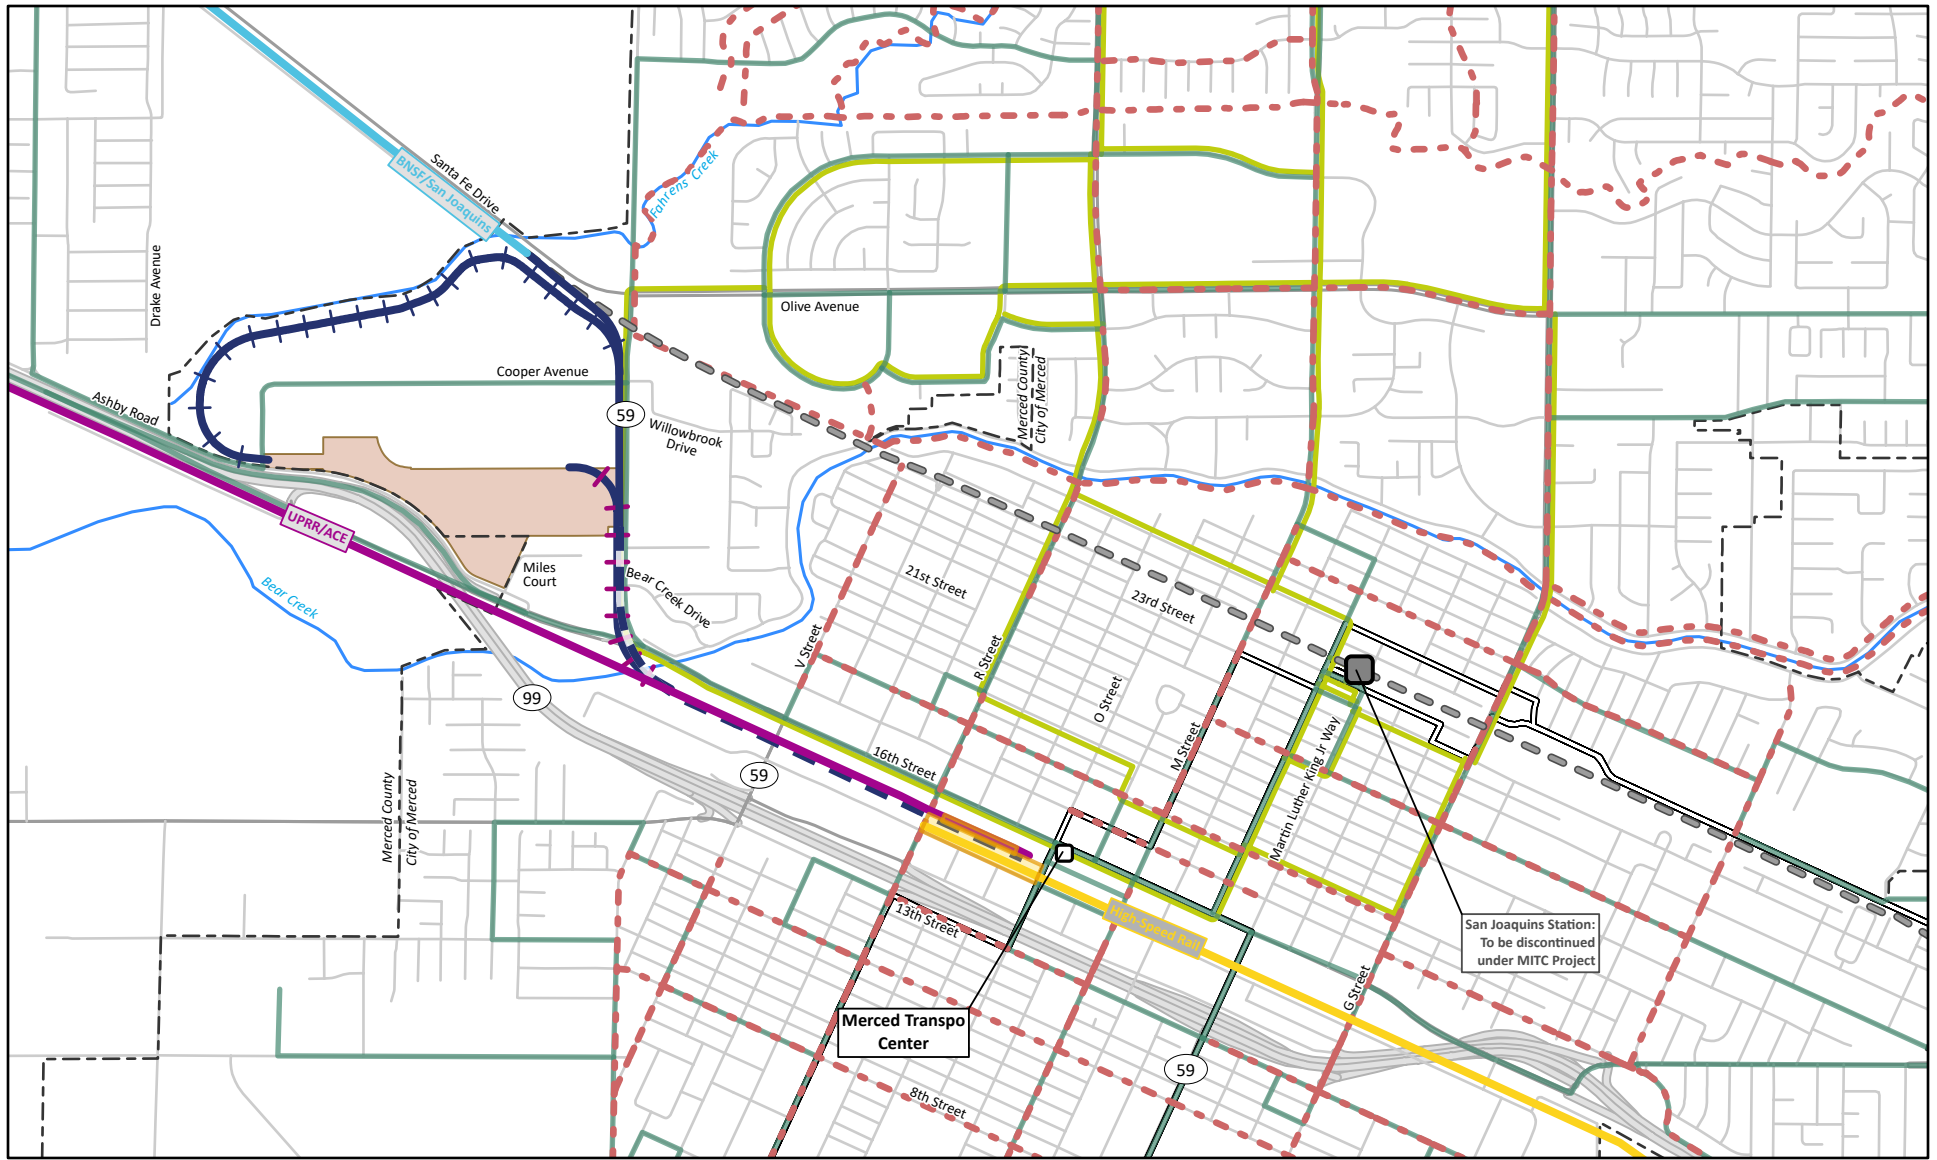 Santa Fe Drive
BNSF/San Joaquins
Fahrens Creek
Drake Avenue
Olive Avenue
Cooper Avenue
Merced County
City of Merced
Ashby Road
59
Willowbrook
Drive
UPRR/ACE
Miles
Court
Bear Creek
Bear Creek Drive
21st Street
23rd Street
V Street
R Street
O Street
M Street
99
16th Street
59
Martin Luther King Jr Way
Merced County
City of Merced
13th Street
High-Speed Rail
San Joaquins Station:
To be discontinued
under MITC Project
G Street
Merced Transpo
Center
59
8th Street